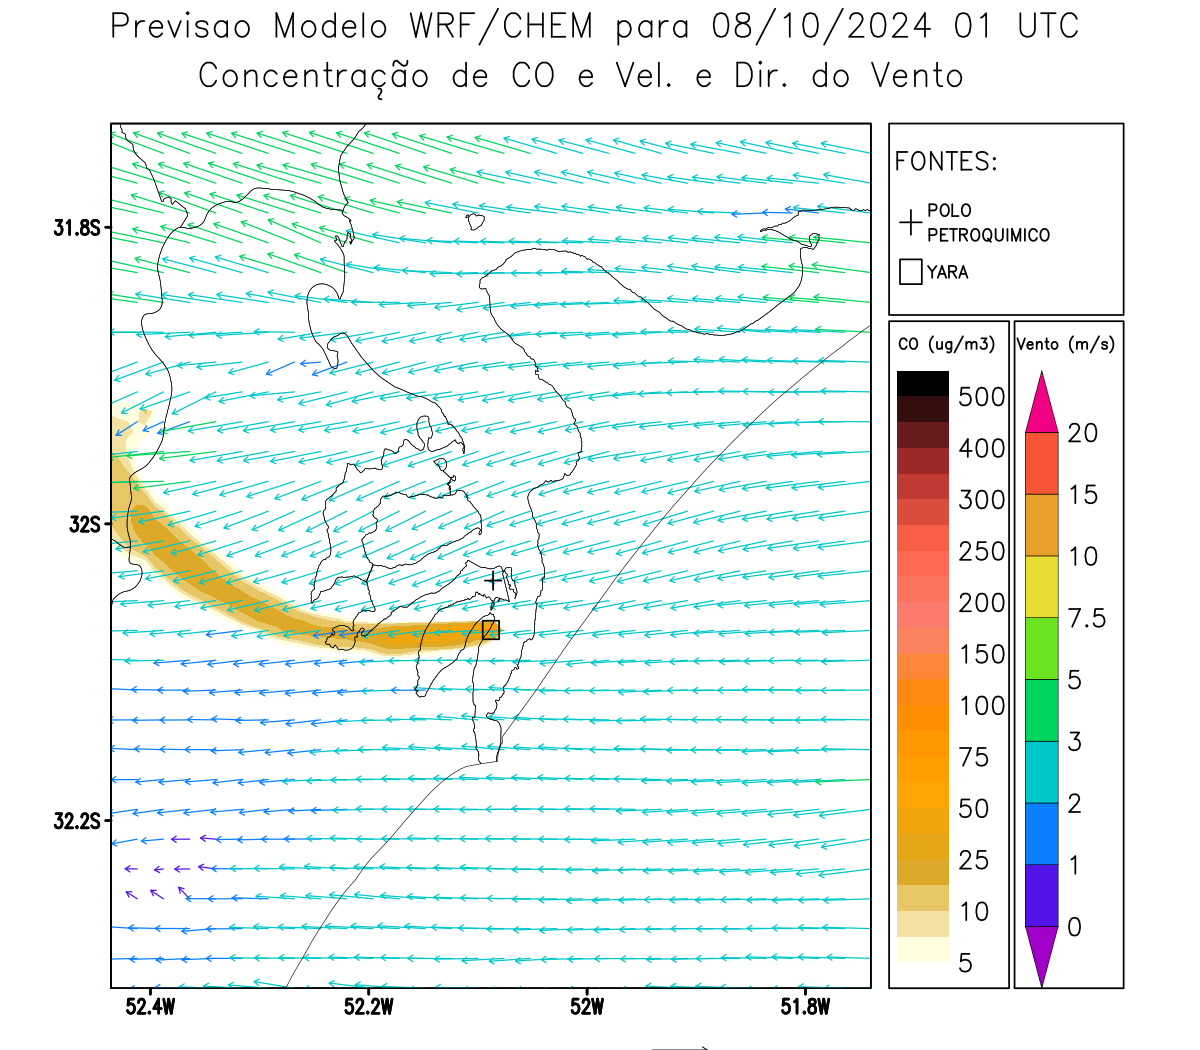 Previsao Modelo WRF/CHEM para 08/10/2024 01 UTC
Concentração de CO e Vel. e Dir. do Vento
FONTES:
POLO
PETROQUIMICO
YARA
CO (ug/m3)
500
400
300
250
200
150
100
75
50
25
10
5
Vento (m/s)
20
15
10
7.5
5
3
2
1
0
31.8S
32S
32.2S
52.4W
52.2W
52W
51.8W